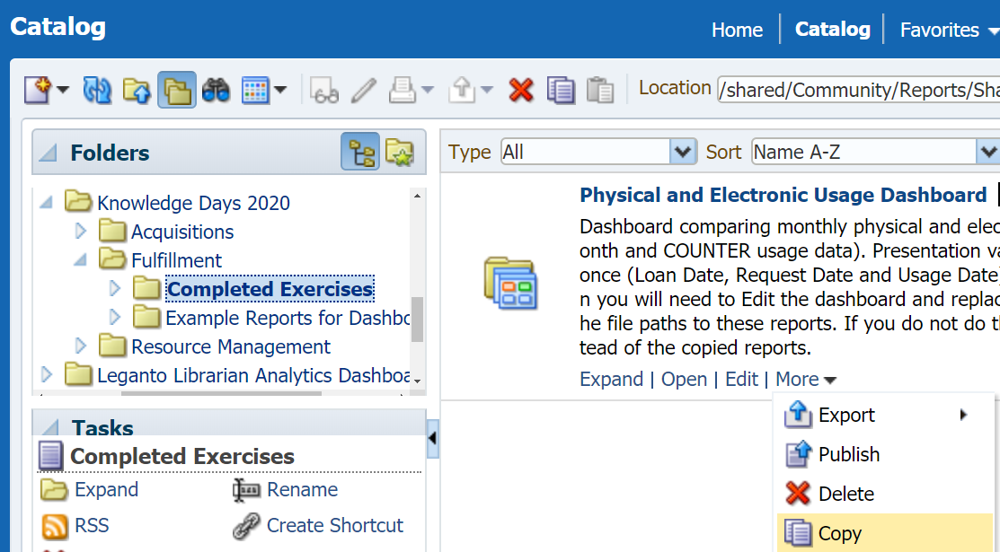 Catalog
Home
Catalog
Favorites
Location
/shared/Community/Reports/Sha
Folders
Type
All
Sort
Name A-Z
Knowledge Days 2020
Acquisitions
Fulfillment
Completed Exercises
Example Reports for Dashbo
Resource Management
Leganto Librarian Analytics Dashboa
Physical and Electronic Usage Dashboard
Dashboard comparing monthly physical and elec
onth and COUNTER usage data). Presentation va
once (Loan Date, Request Date and Usage Date)
n you will need to Edit the dashboard and replac
he file paths to these reports. If you do not do t
tead of the copied reports.
Expand | Open | Edit | More
Export
Publish
Delete
Copy
Tasks
Completed Exercises
Expand
Rename
RSS
Create Shortcut